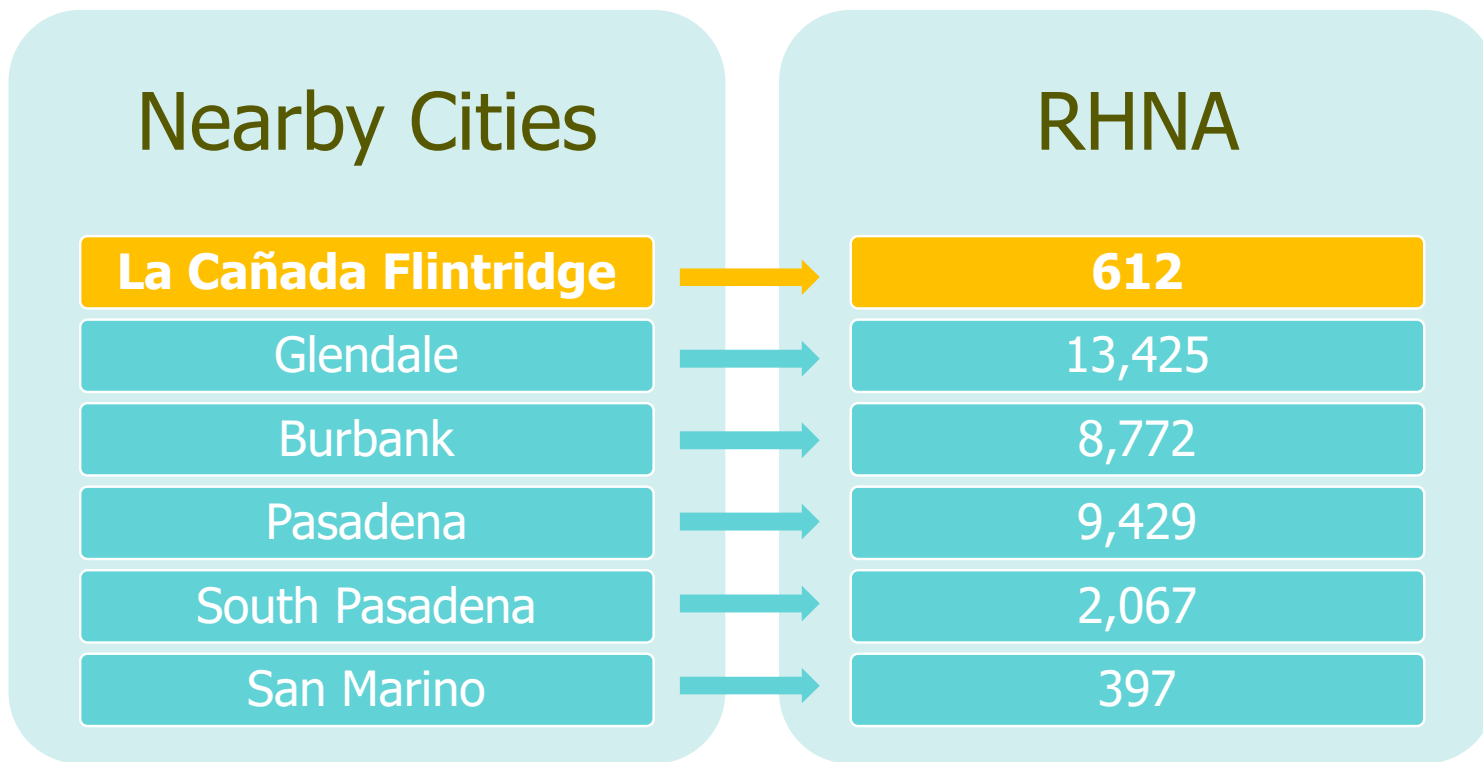 Nearby Cities
La Cañada Flintridge
Glendale
Burbank
Pasadena
South Pasadena
San Marino
RHNA
612
13,425
8,772
9,429
2,067
397